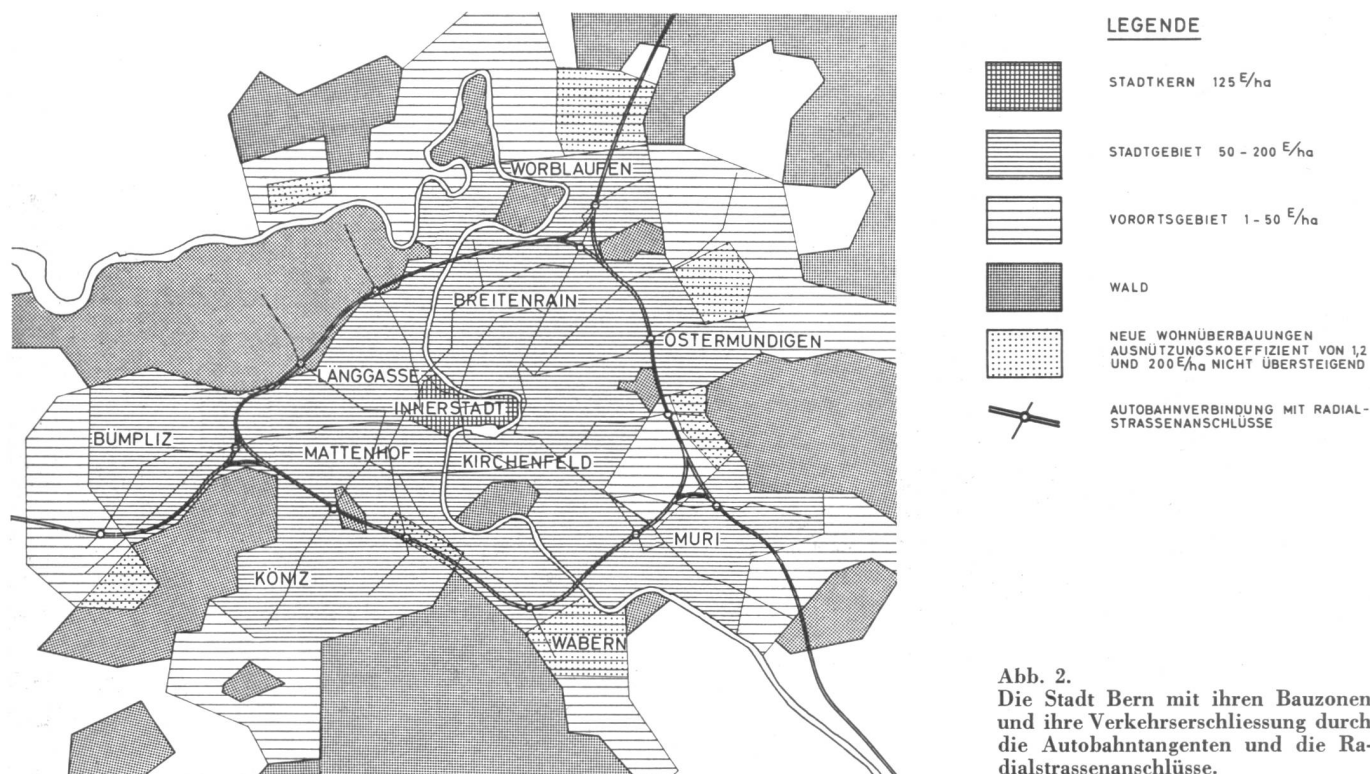 WORBLAUFEN
BREITENRAIN
OSTERMUNDIGEN
LÄNGGASSE
INNERSTADT
BÜMPLIZ
MATTENHOF
KIRCHENFELD
MURI
KÖNIZ
WABERN
LEGENDE
STADTKERN 125 E/ha
STADTGEBIET 50 - 200 E/ha
VORORTSGEBIET 1 - 50 E/ha
WALD
NEUE WOHNÜBERBAUUNGEN
AUSNÜTZUNGSKOEFFIZIENT VON 1,2
UND 200 E/ha NICHT ÜBERSTEIGEND
AUTOBAHNVERBINDUNG MIT RADIAL-
STRASSENANSCHLÜSSE
Abb. 2.
Die Stadt Bern mit ihren Bauzonen
und ihre Verkehrserschliessung durch
die Autobahntangenten und die Ra-
dialstrassenanschlüsse.